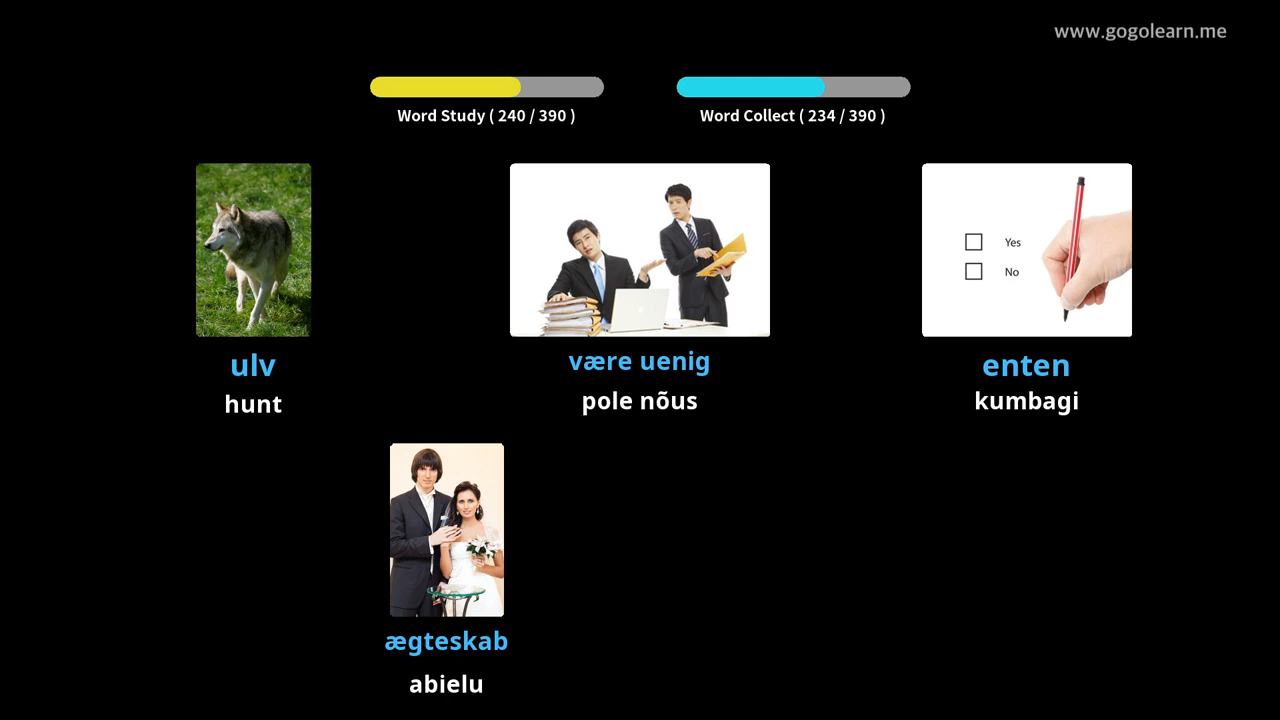 www.gogolearn.me
Word Study ( 240 / 390 )
Word Collect ( 234 / 390 )
Yes
No
ulv
hunt
være uenig
pole nõus
enten
kumbagi
ægteskab
abielu